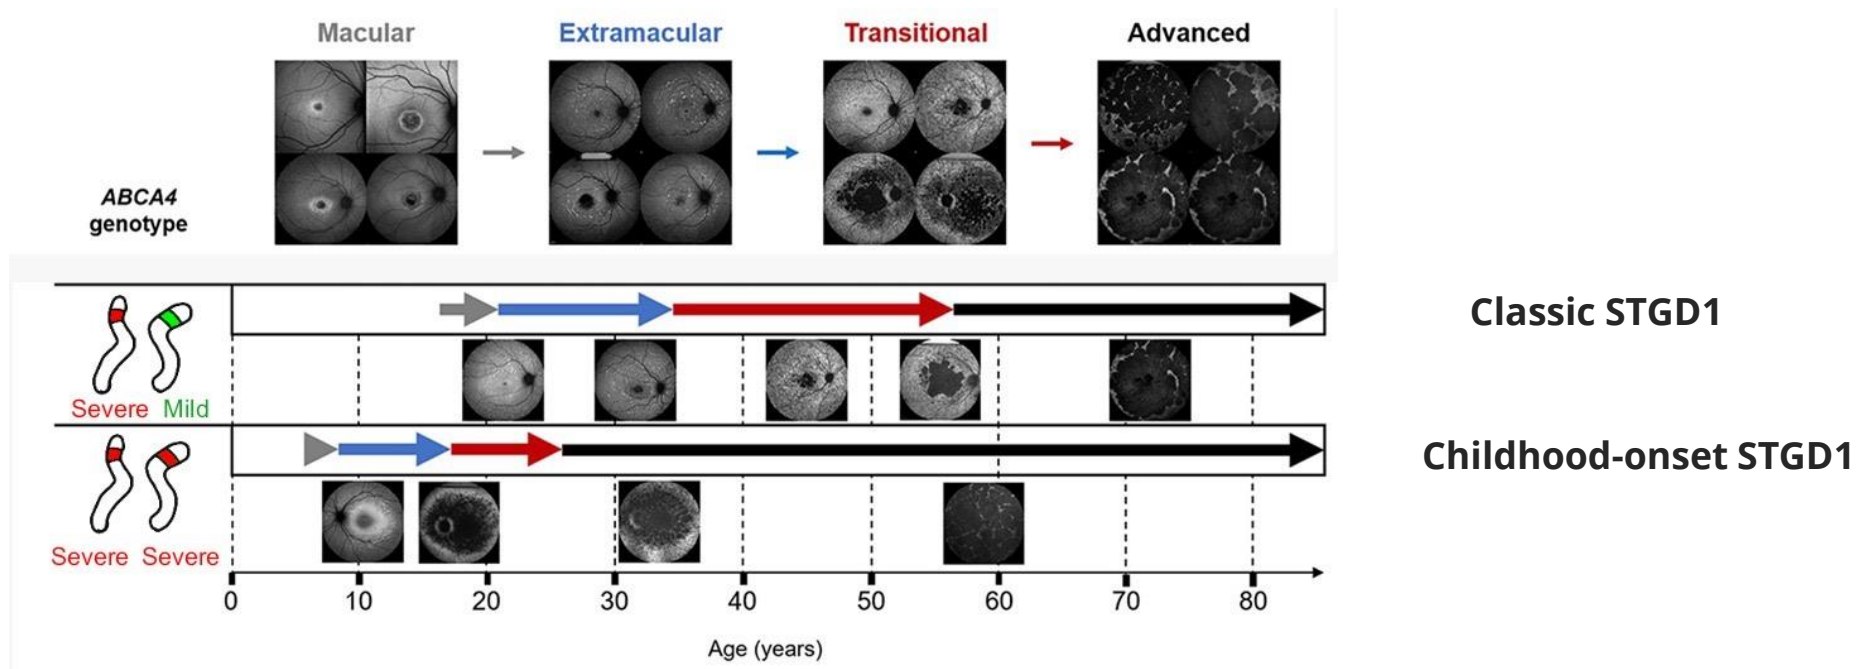 Macular Extramacular Transitional Advanced
ABCA4
genotype
Classic STGD1
Severe Mild
Childhood-onset STGD1
Severe Severe
0 10 20 30 40 50 60 70 80
Age (years)